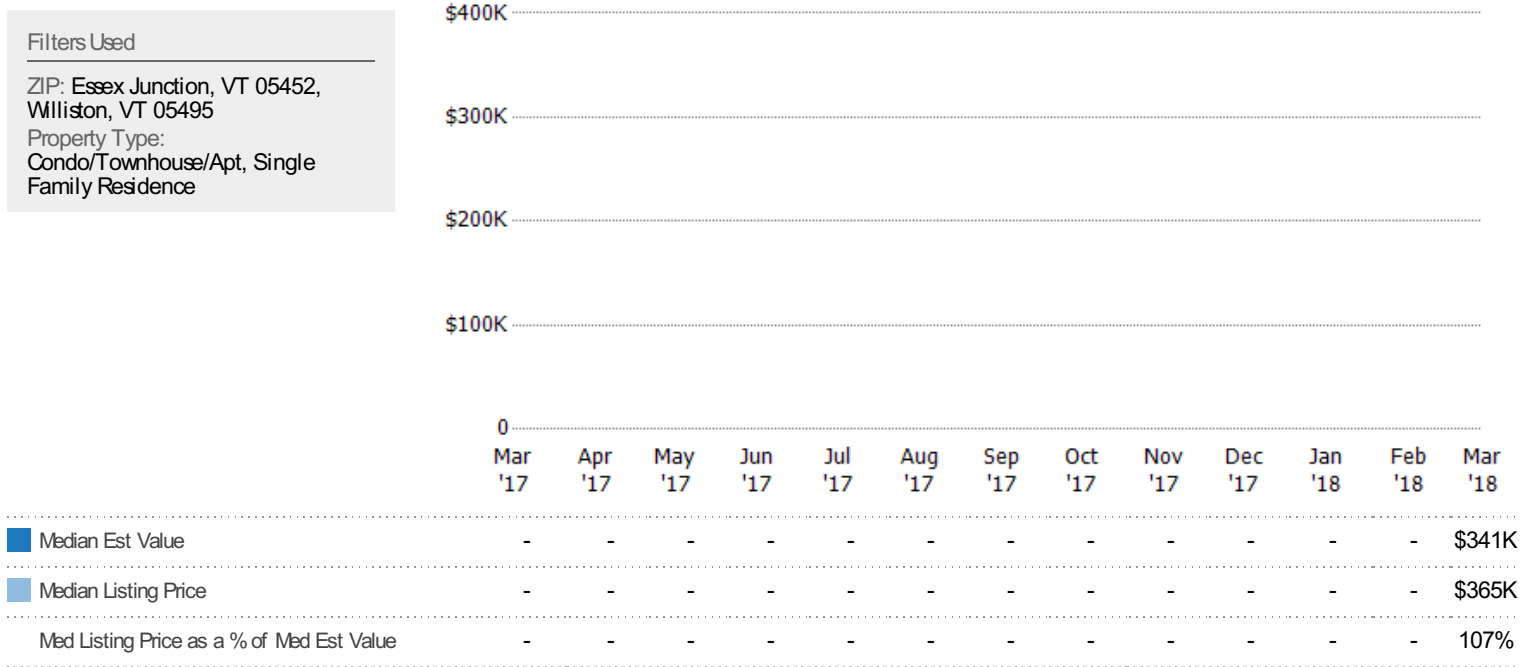 Filters Used
ZIP: Essex Junction, VT 05452,
Williston, VT 05495
Property Type:
Condo/Townhouse/Apt, Single
Family Residence
$400K
$300K
$200K
$100K
0
Mar Apr May Jun Jul Aug Sep Oct Nov Dec Jan Feb Mar
'17 '17 '17 '17 '17 '17 '17 '17 '17 '17 '18 '18 '18
Median Est Value - - - - - - - - - - - - $341K
Median Listing Price - - - - - - - - - - - - $365K
Med Listing Price as a % of Med Est Value - - - - - - - - - - - - 107%